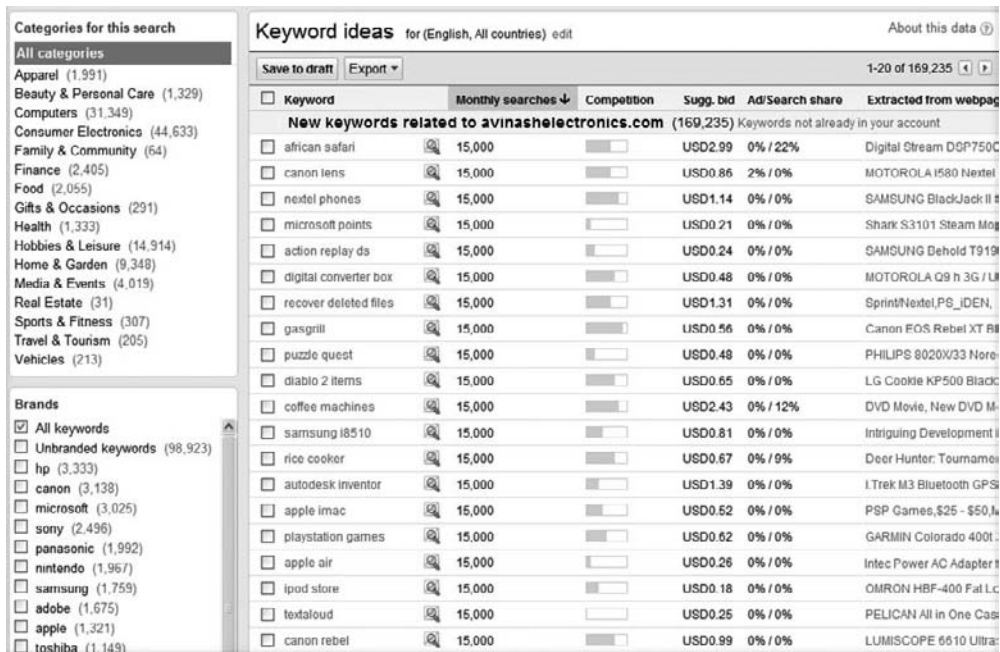 Categories for this search
All categories
Apparel (1,991)
Beauty & Personal Care (1,329)
Computers (31,349)
Consumer Electronics (44,633)
Family & Community (64)
Finance (2,405)
Food (2,055)
Gifts & Occasions (291)
Health (1,333)
Hobbies & Leisure (14,914)
Home & Garden (9,348)
Media & Events (4,019)
Real Estate (31)
Sports & Fitness (307)
Travel & Tourism (205)
Vehicles (213)
Brands
All keywords
Unbranded keywords (98,923)
hp (3,333)
canon (3,138)
microsoft (3,025)
sony (2,496)
panasonic (1,992)
nintendo (1,967)
samsung (1,759)
adobe (1,675)
apple (1,321)
toshiba (1,149)
Keyword ideas for (English, All countries) edit About this data ?
Save to draft Export 1-20 of 169,235
Keyword Monthly searches Competition Sugg. bid Ad/Search share Extracted from webpag
New keywords related to avinashelectronics.com (169,235) Keywords not already in your account
african safari 15,000 USD2.99 0% / 22% Digital Stream DSP750C
canon lens 15,000 USD0.86 2% / 0% MOTOROLA i580 Nextel
nextel phones 15,000 USD1.14 0% / 0% SAMSUNG BlackJack II
microsoft points 15,000 USD0.21 0% / 0% Shark S3101 Steam Mop
action replay ds 15,000 USD0.24 0% / 0% SAMSUNG Behold T919
digital converter box 15,000 USD0.48 0% / 0% MOTOROLA Q9 h 3G /
recover deleted files 15,000 USD1.31 0% / 0% Sprint/Nextel,PS_iDEN,
gasgrill 15,000 USD0.56 0% / 0% Canon EOS Rebel XT
puzzle quest 15,000 USD0.48 0% / 0% PHILIPS 8020X/33 Nore
diablo 2 items 15,000 USD0.65 0% / 0% LG Cookie KP500 Black
coffee machines 15,000 USD2.43 0% / 12% DVD Movie, New DVD M
samsung i8510 15,000 USD0.81 0% / 0% Intriguing Development
rice cooker 15,000 USD0.67 0% / 9% Deer Hunter: Tourname
autodesk inventor 15,000 USD1.39 0% / 0% I.Trek M3 Bluetooth GPS
apple imac 15,000 USD0.52 0% / 0% PSP Games,$25 - $50,
playstation games 15,000 USD0.62 0% / 0% GARMIN Colorado 400t
apple air 15,000 USD0.26 0% / 0% Intec Power AC Adapter
ipod store 15,000 USD0.18 0% / 0% OMRON HBF-400 Fat
textaloud 15,000 USD0.25 0% / 0% PELICAN All in One Cas
canon rebel 15,000 USD0.99 0% / 0% LUMISCOPE 6610 Ultra